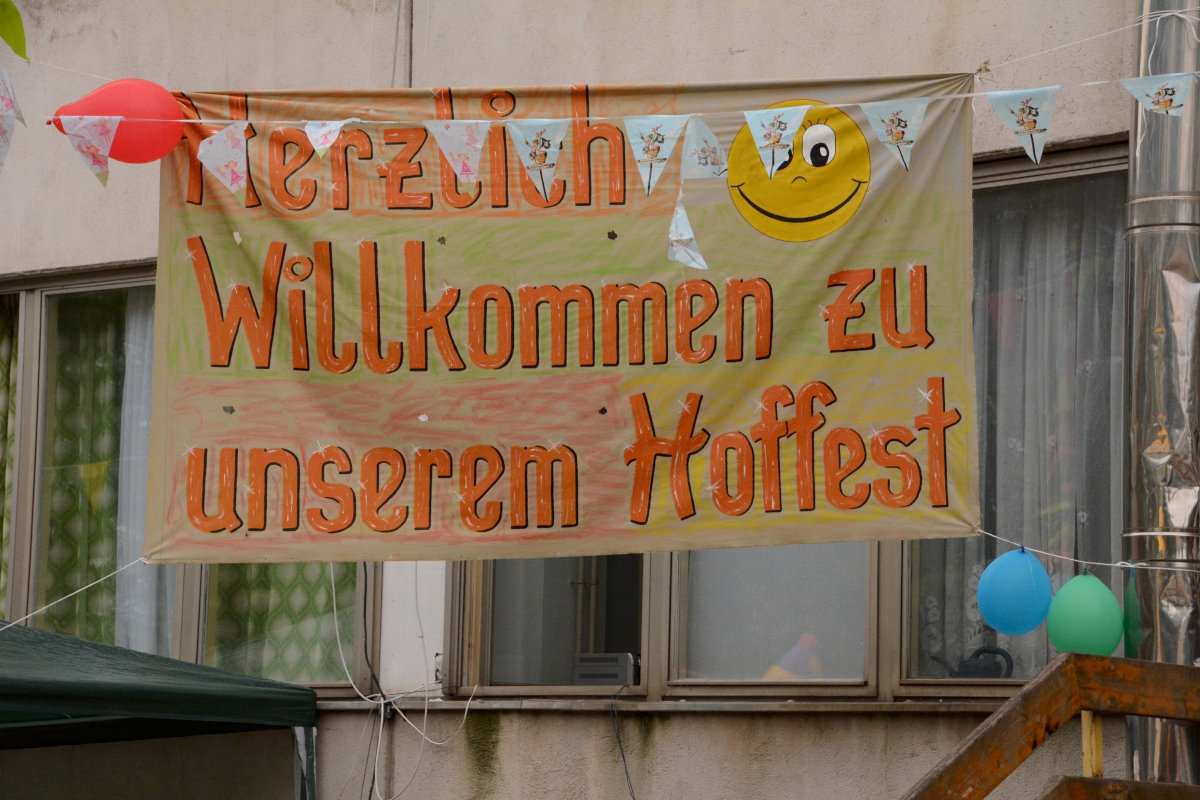 Herzlich
Willkommen zu
unserem Hoffest